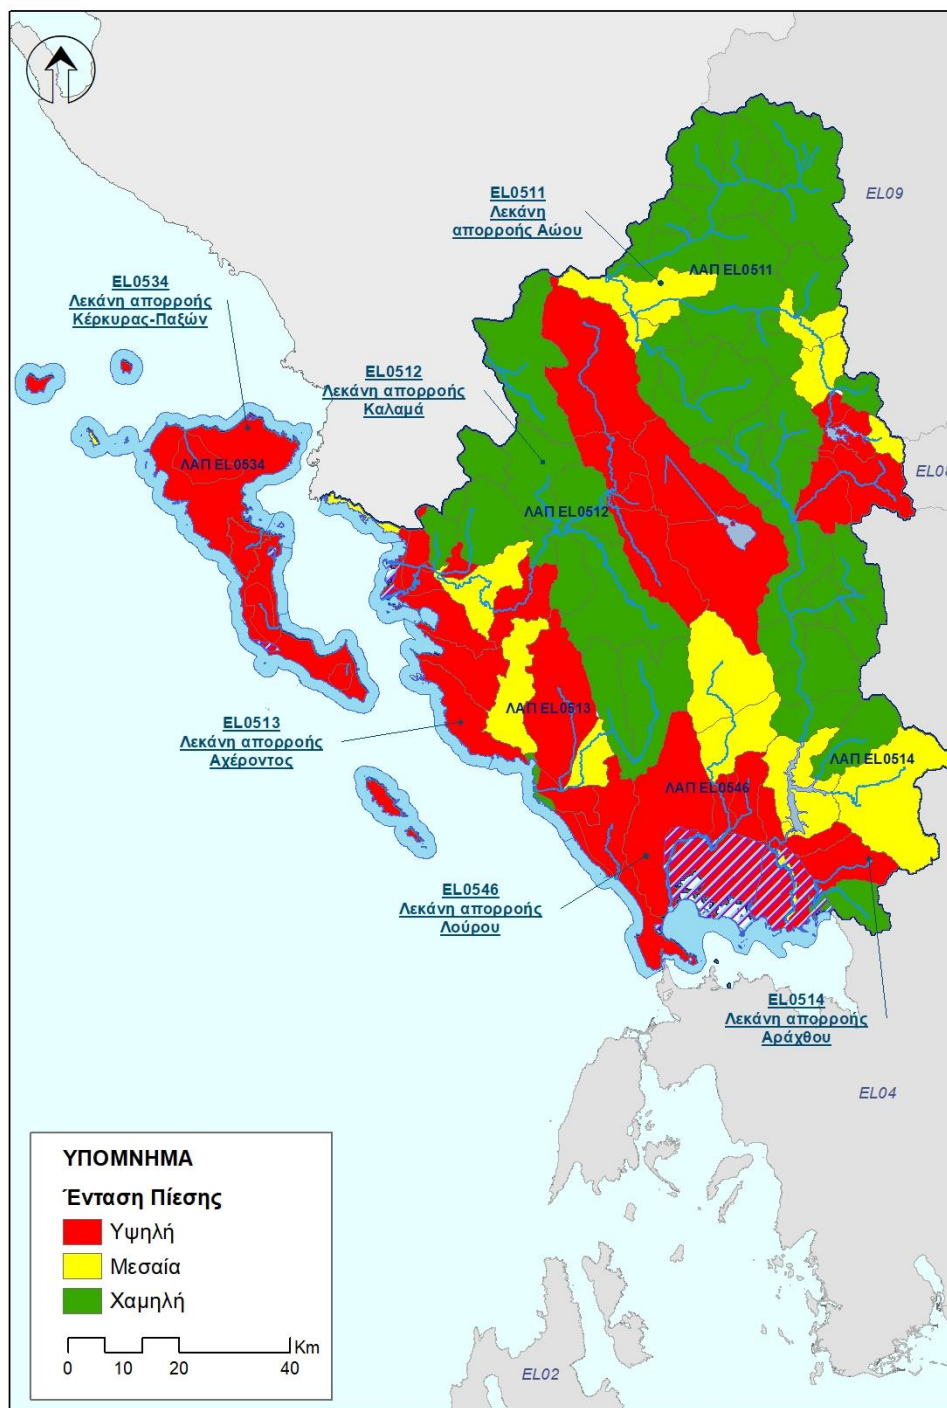 EL09
EL0511
Λεκάνη
απορροής Αώου
ΛΑΠ EL0511
EL0534
Λεκάνη απορροής
Κέρκυρας-Παξών
EL0512
Λεκάνη απορροής
Καλαμά
ΛΑΠ EL0534
EL08
ΛΑΠ EL0512
ΛΑΠ EL0513
EL0513
Λεκάνη απορροής
Αχέροντος
ΛΑΠ EL0514
ΛΑΠ EL0546
EL0546
Λεκάνη απορροής
Λούρου
EL0514
Λεκάνη απορροής
Αράχθου
EL04
ΥΠΟΜΝΗΜΑ
Ένταση Πίεσης
Υψηλή
Μεσαία
Χαμηλή
Km
0 10 20 40
EL02